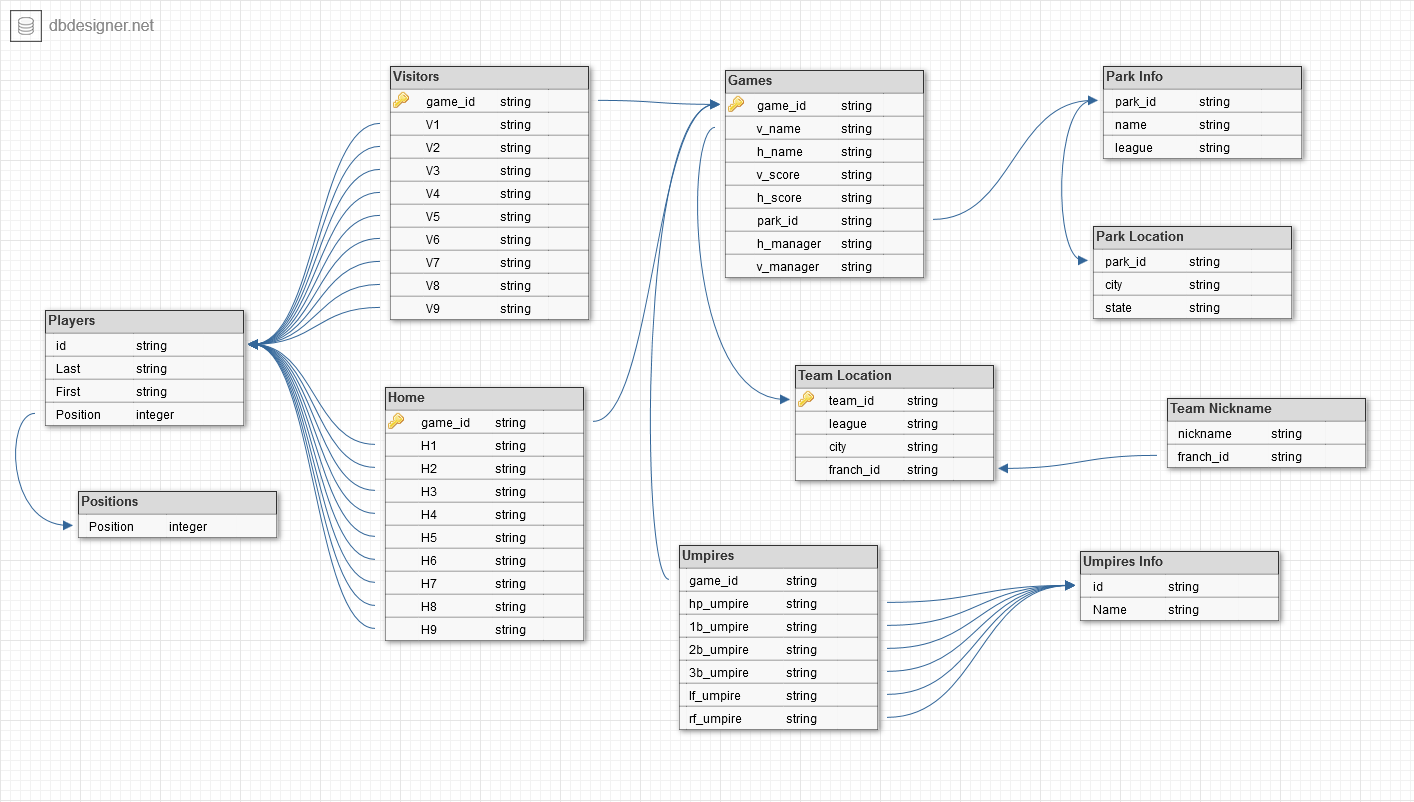 dbdesigner.net
Visitors
game_id string
V1 string
V2 string
V3 string
V4 string
V5 string
V6 string
V7 string
V8 string
V9 string
Games
game_id string
v_name string
h_name string
v_score string
h_score string
park_id string
h_manager string
v_manager string
Park Info
park_id string
name string
league string
Park Location
park_id string
city string
state string
Players
id string
Last string
First string
Position integer
Home
game_id string
H1 string
H2 string
H3 string
H4 string
H5 string
H6 string
H7 string
H8 string
H9 string
Team Location
team_id string
league string
city string
franch_id string
Team Nickname
nickname string
franch_id string
Positions
Position integer
Umpires
game_id string
hp_umpire string
1b_umpire string
2b_umpire string
3b_umpire string
lf_umpire string
rf_umpire string
Umpires Info
id string
Name string